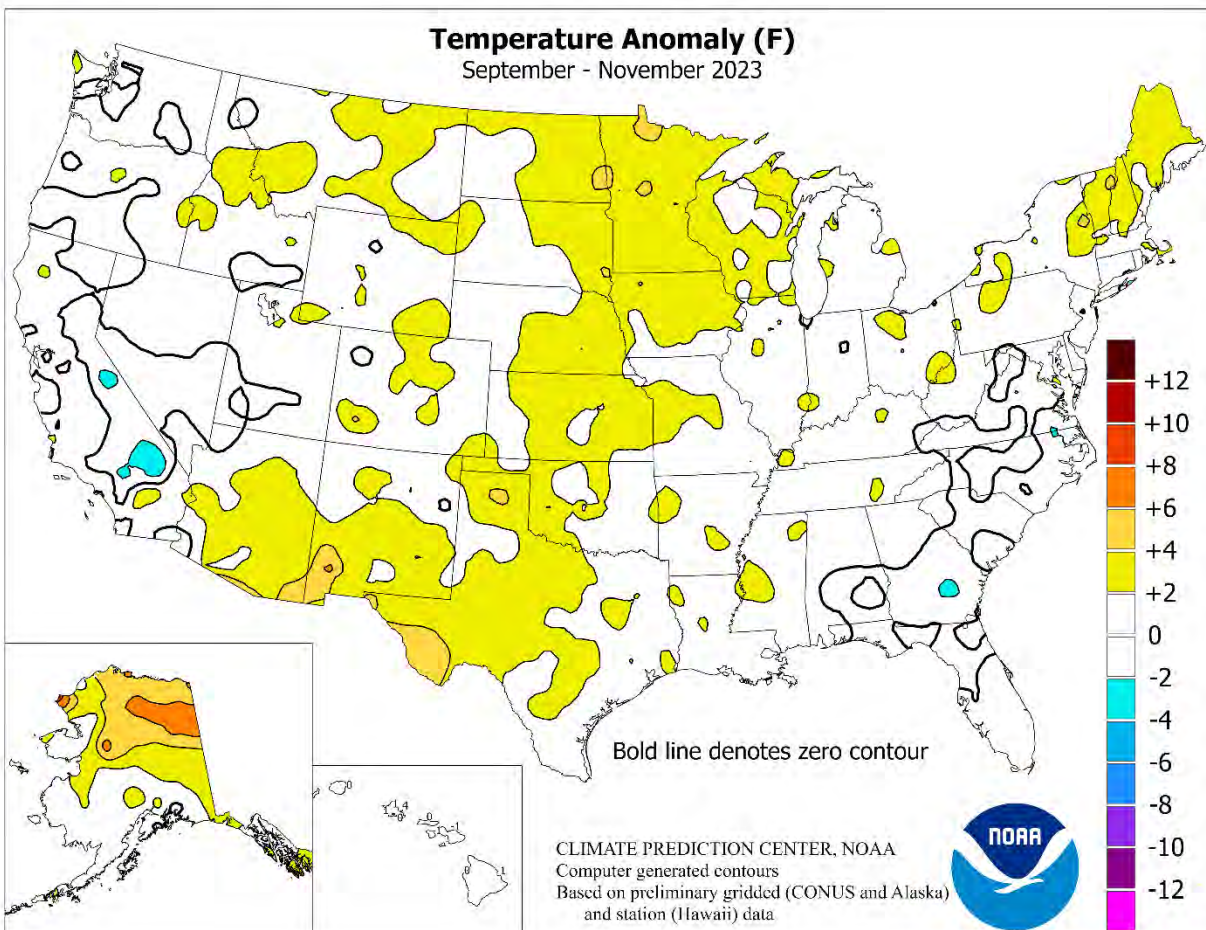 Temperature Anomaly (F)
September - November 2023
+12
+10
+8
+6
+4
+2
0
-2
-4
-6
-8
-10
-12
Bold line denotes zero contour
CLIMATE PREDICTION CENTER, NOAA
Computer generated contours
Based on preliminary gridded (CONUS and Alaska)
and station (Hawaii) data
NOAA